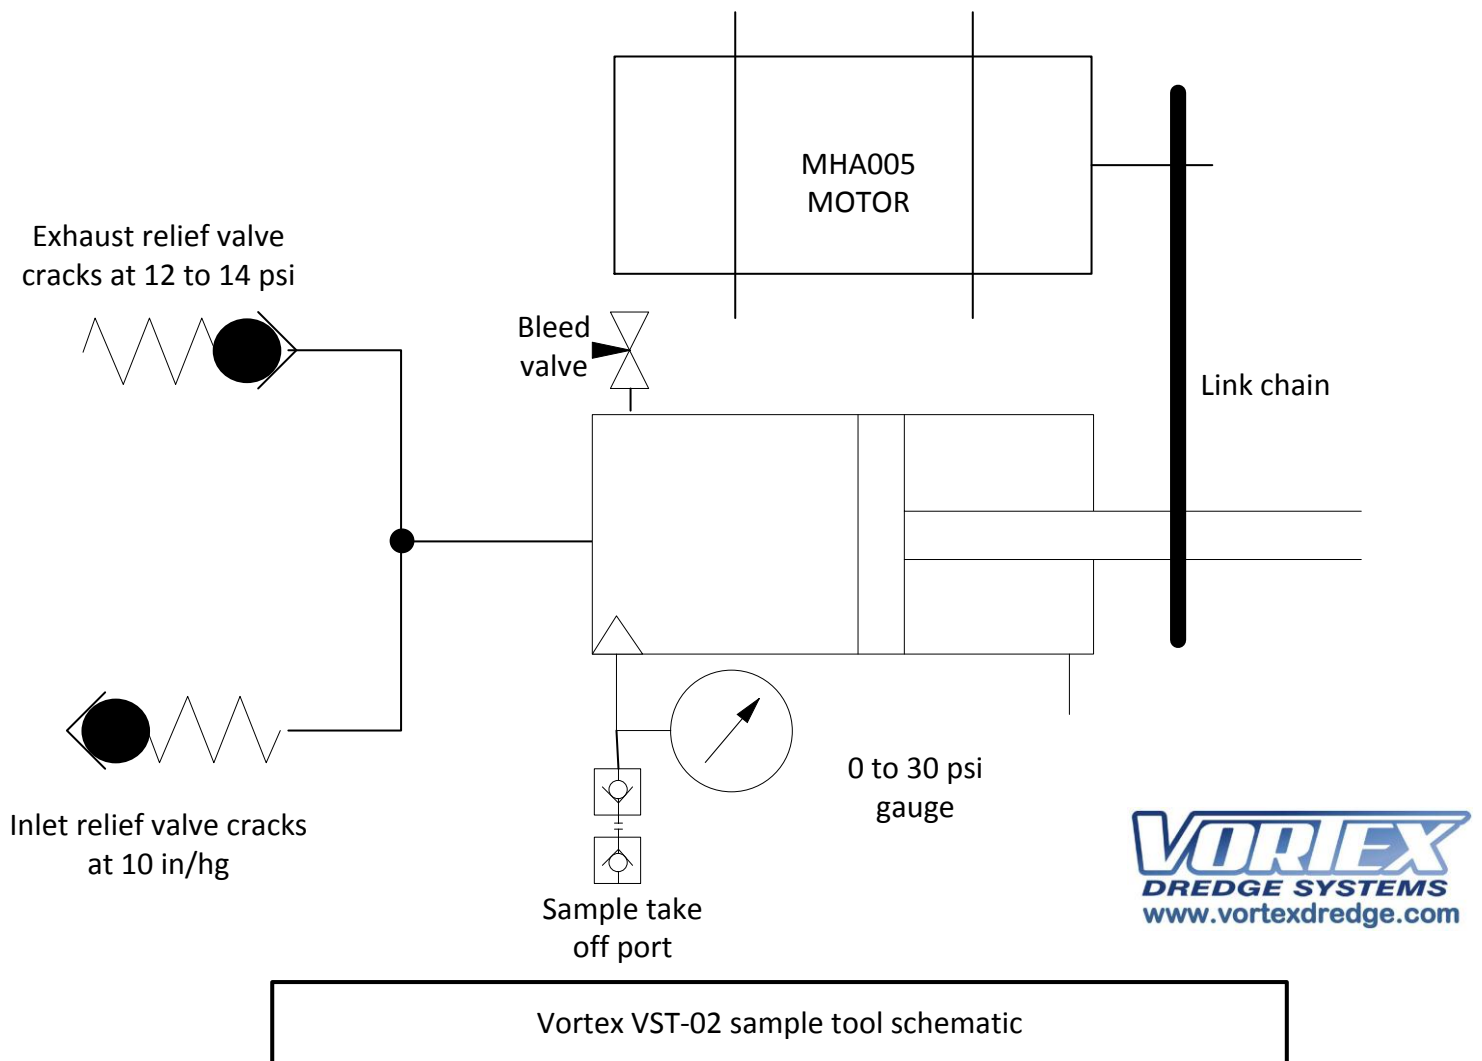 MHA005
MOTOR
Exhaust relief valve
cracks at 12 to 14 psi
Bleed
valve
Link chain
0 to 30 psi
gauge
Inlet relief valve cracks
at 10 in/hg
Sample take
off port
VORTEX
DREDGE SYSTEMS
www.vortexdredge.com
Vortex VST-02 sample tool schematic